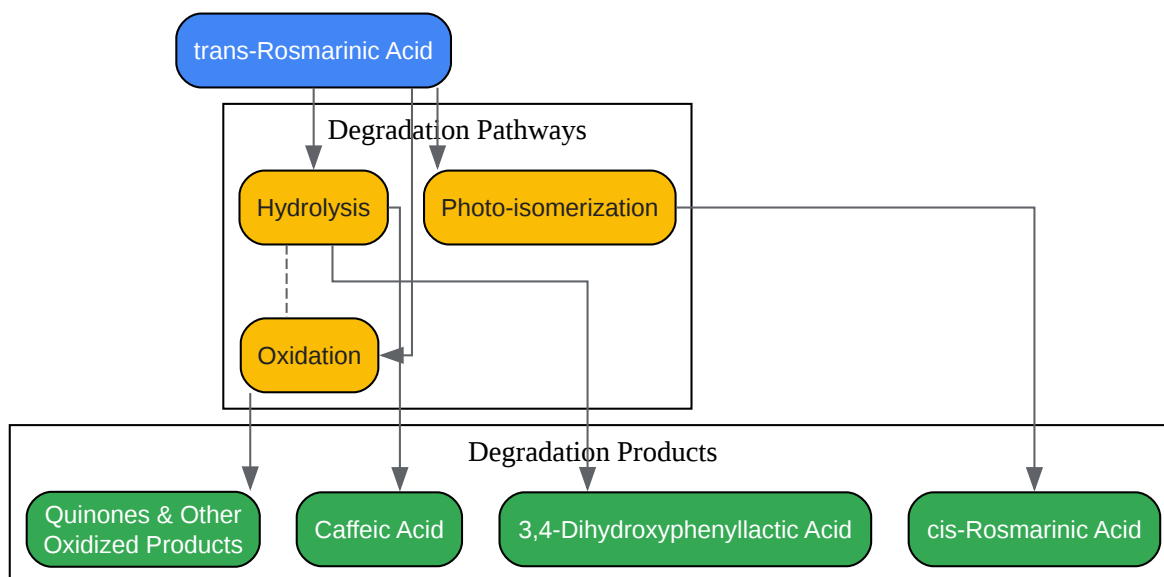 trans-Rosmarinic Acid
Degradation Pathways
Hydrolysis
Photo-isomerization
Oxidation
Degradation Products
Quinones & Other
Oxidized Products
Caffeic Acid
3,4-Dihydroxyphenyllactic Acid
cis-Rosmarinic Acid